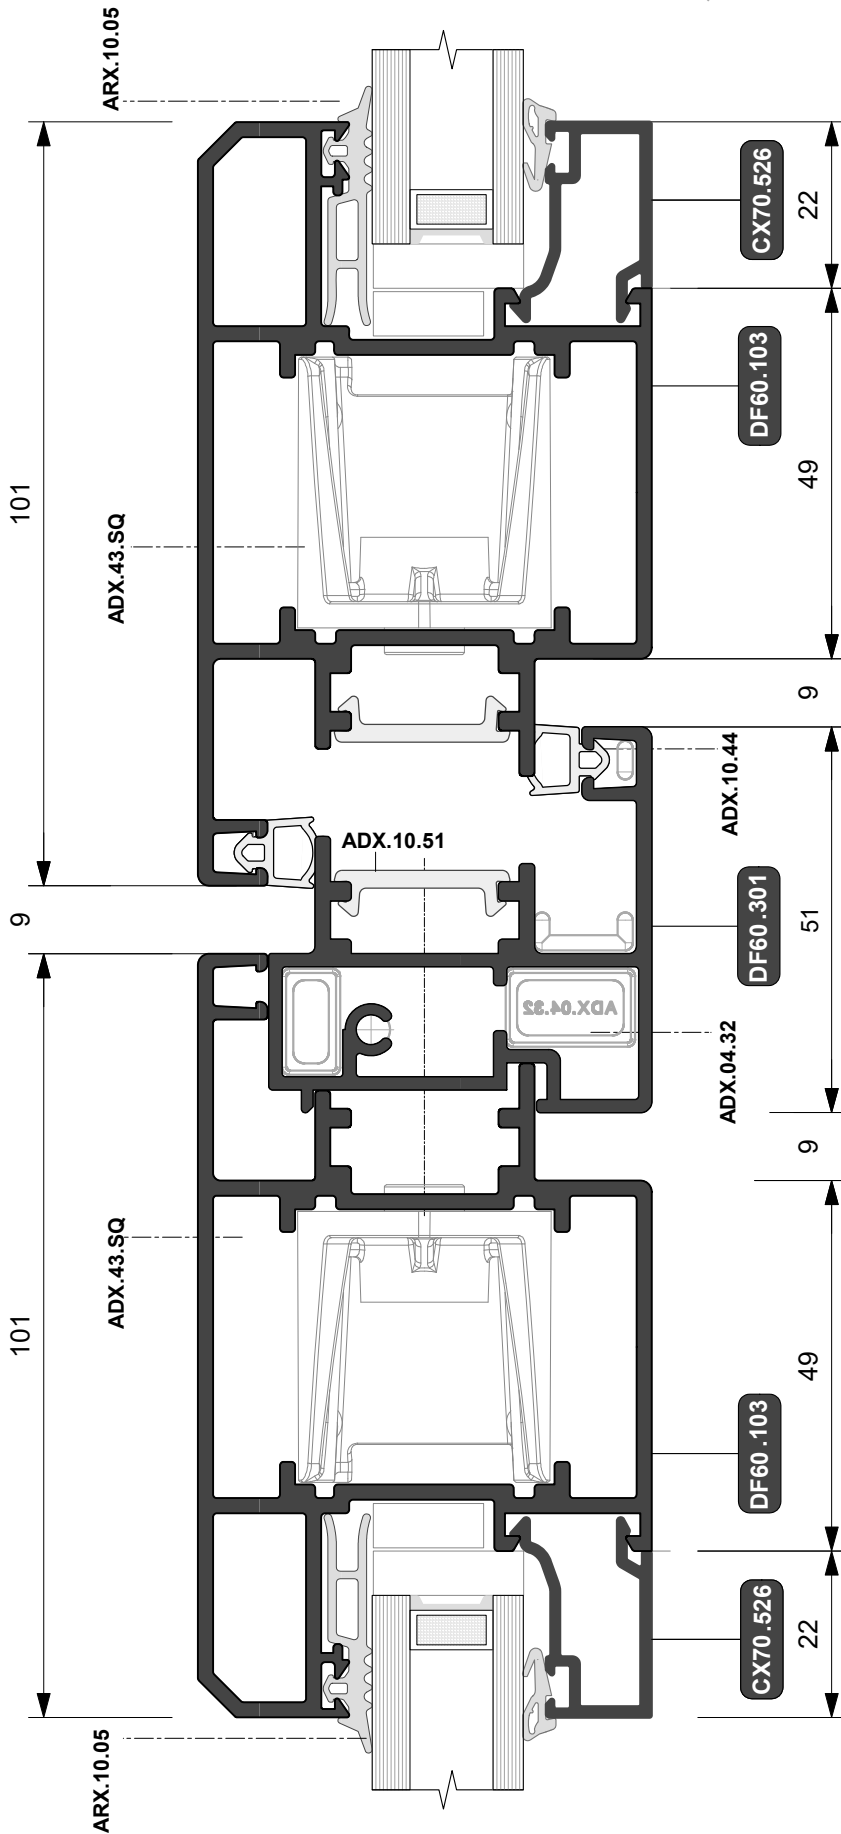 ARX.10.05
CX70.526
22
DF60.103
49
101
ADX.43.SQ
9
ADX.10.44
ADX.10.51
DF60.301
51
9
ADX.04.32
ADX.04.32
9
ADX.43.SQ
101
49
DF60.103
CX70.526
22
ARX.10.05